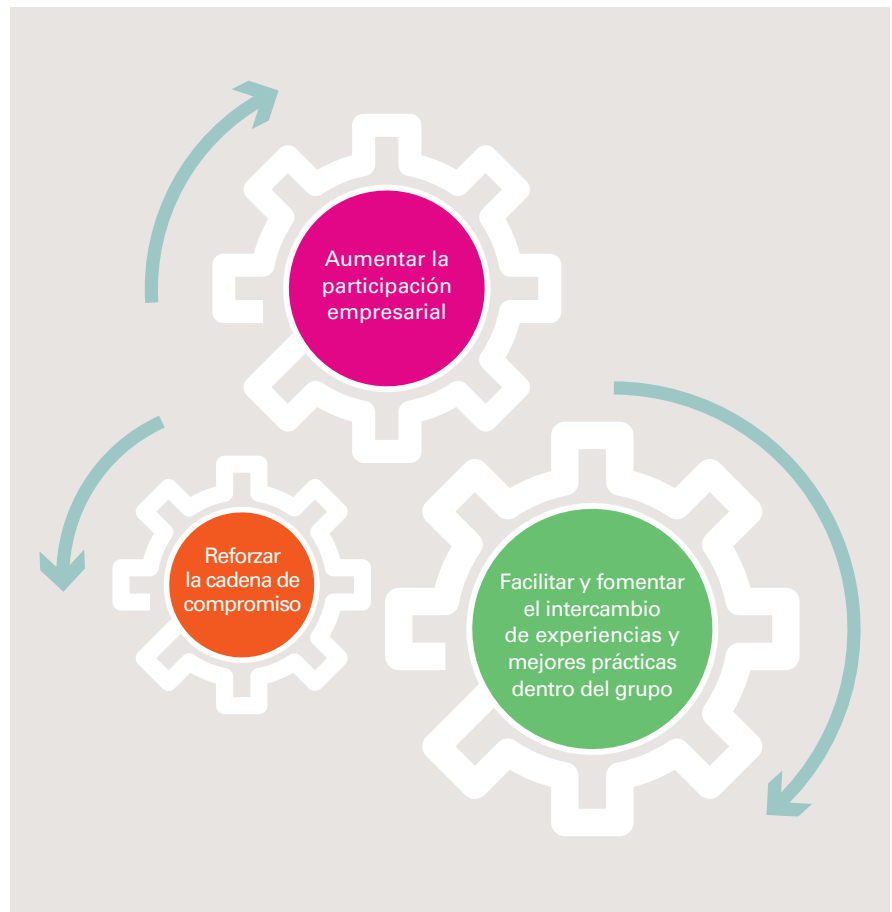 Aumentar la
participación
empresarial
Reforzar
la cadena de
compromiso
Facilitar y fomentar
el intercambio
de experiencias y
mejores prácticas
dentro del grupo